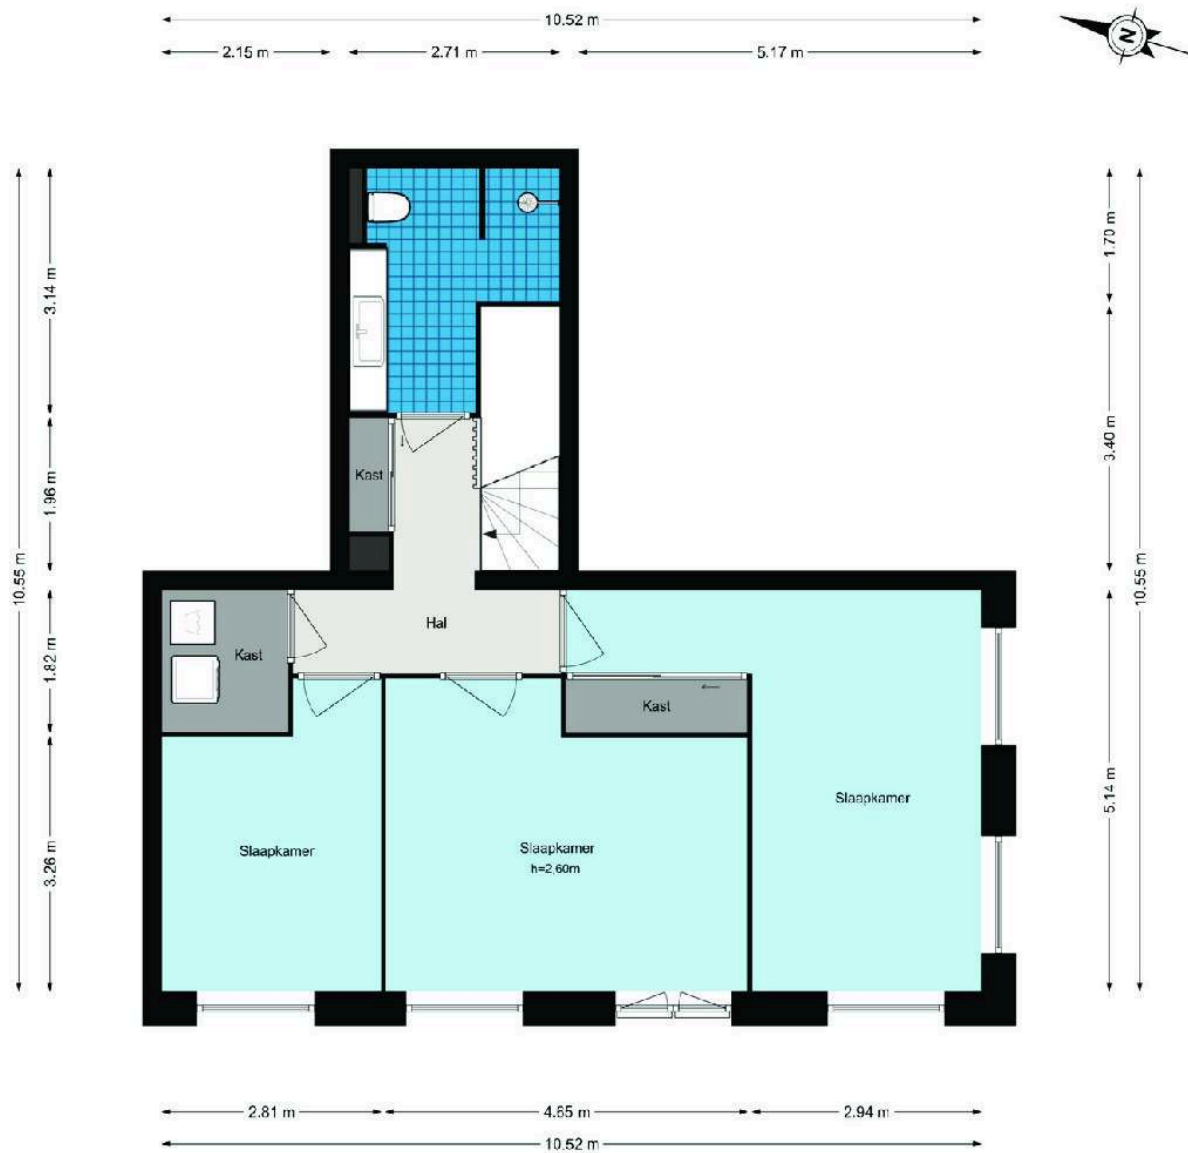 10.52 m
2.15 m
2.71 m
5.17 m
N
3.14 m
1.96 m
1.82 m
3.26 m
10.55 m
1.70 m
3.40 m
5.14 m
10.55 m
Kast
Hal
Kast
Kast
Slaapkamer
Slaapkamer
Slaapkamer
h=2,60m
2.81 m
4.65 m
2.94 m
10.52 m